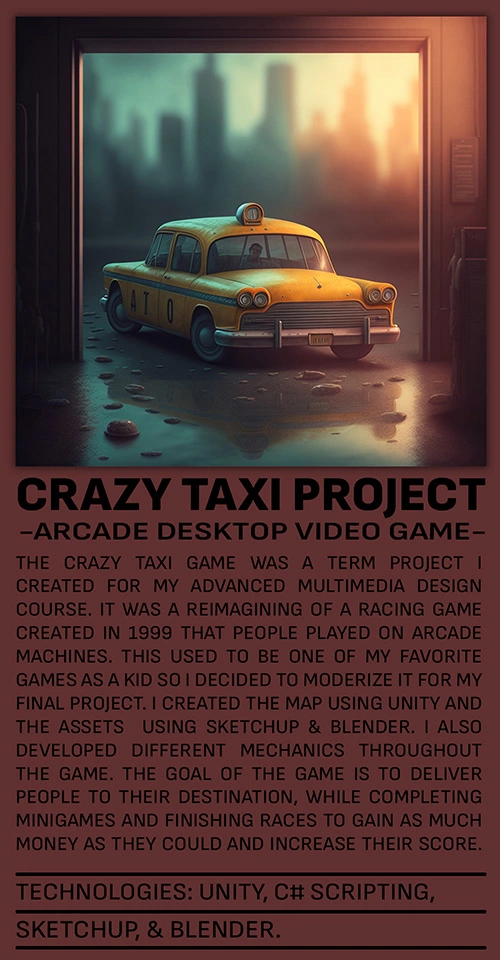 ATO
CRAZY TAXI PROJECT
-ARCADE DESKTOP VIDEO GAME-
THE CRAZY TAXI GAME WAS A TERM PROJECT I
CREATED FOR MY ADVANCED MULTIMEDIA DESIGN
COURSE. IT WAS A REIMAGINING OF A RACING GAME
CREATED IN 1999 THAT PEOPLE PLAYED ON ARCADE
MACHINES. THIS USED TO BE ONE OF MY FAVORITE
GAMES AS A KID SO I DECIDED TO MODERIZE IT FOR MY
FINAL PROJECT. I CREATED THE MAP USING UNITY AND
THE ASSETS USING SKETCHUP & BLENDER. I ALSO
DEVELOPED DIFFERENT MECHANICS THROUGHOUT
THE GAME. THE GOAL OF THE GAME IS TO DELIVER
PEOPLE TO THEIR DESTINATION, WHILE COMPLETING
MINIGAMES AND FINISHING RACES TO GAIN AS MUCH
MONEY AS THEY COULD AND INCREASE THEIR SCORE.
TECHNOLOGIES: UNITY, C# SCRIPTING,
SKETCHUP, & BLENDER.